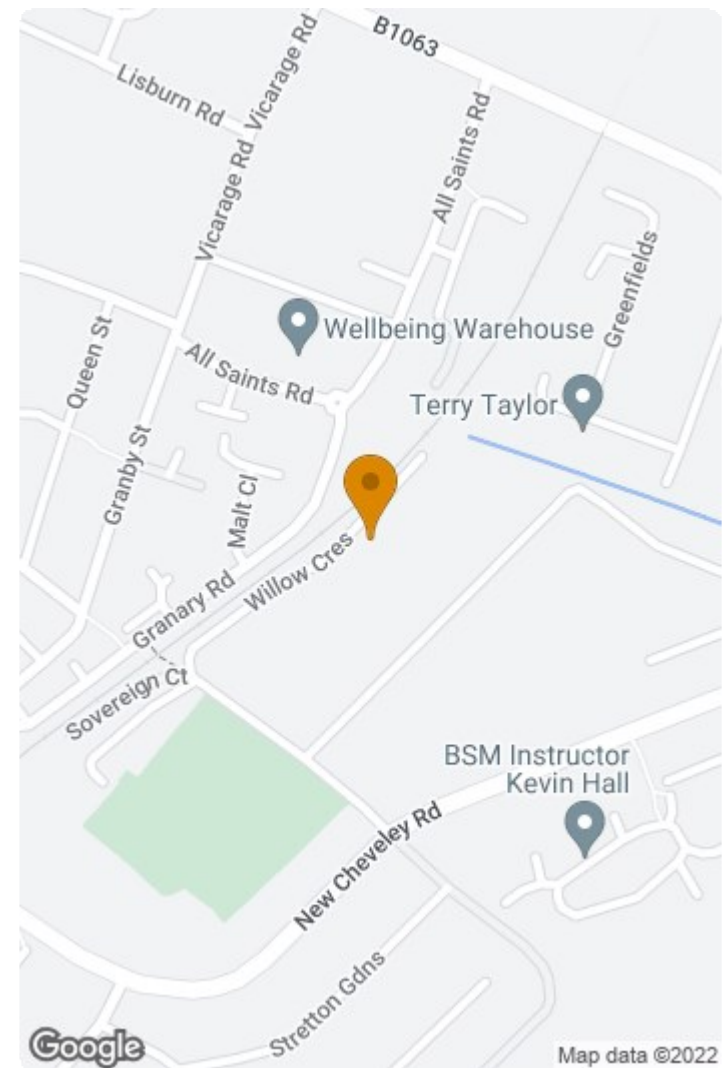 B1063
Lisburn Rd
Vicarage Rd
All Saints Rd
Vicarage Rd
Greenfields
Wellbeing Warehouse
Queen St
All Saints Rd
Terry Taylor
Granby St
Malt Cl
Willow Cres
Granary Rd
Sovereign Ct
BSM Instructor
Kevin Hall
New Cheveley Rd
Stretton Gdns
Google
Map data ©2022